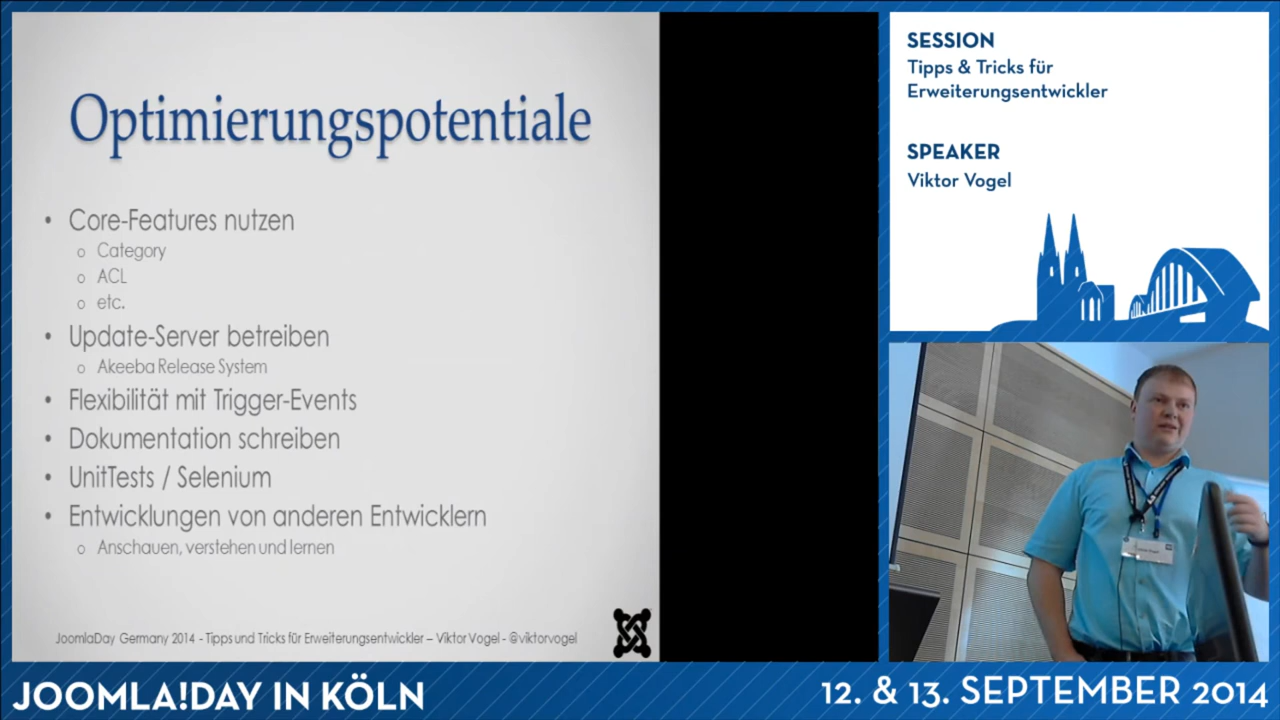 Optimierungspotentiale
• Core-Features nutzen
o Category
o ACL
o etc.
• Update-Server betreiben
o Akeeba Release System
• Flexibilität mit Trigger-Events
• Dokumentation schreiben
• UnitTests / Selenium
• Entwicklungen von anderen Entwicklern
o Anschauen, verstehen und lernen
JoomlaDay Germany 2014 - Tipps und Tricks für Erweiterungsentwickler – Viktor Vogel - @viktorvogel
SESSION
Tipps & Tricks für
Erweiterungsentwickler
SPEAKER
Viktor Vogel
JOOMLA!DAY IN KÖLN
12. & 13. SEPTEMBER 2014